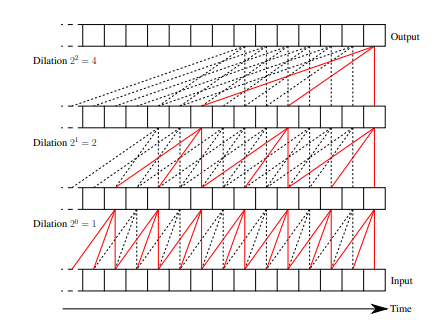 Output
Dilation 2² = 4
Dilation 2¹ = 2
Dilation 2⁰ = 1
Input
Time